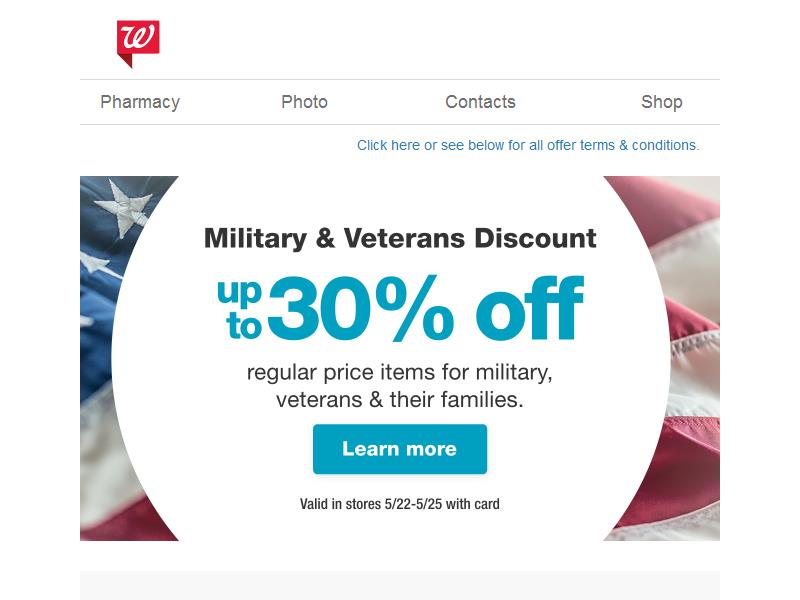 W
Pharmacy Photo Contacts Shop
Click here or see below for all offer terms & conditions.
Military & Veterans Discount
up to 30% off
regular price items for military,
veterans & their families.
Learn more
Valid in stores 5/22-5/25 with card